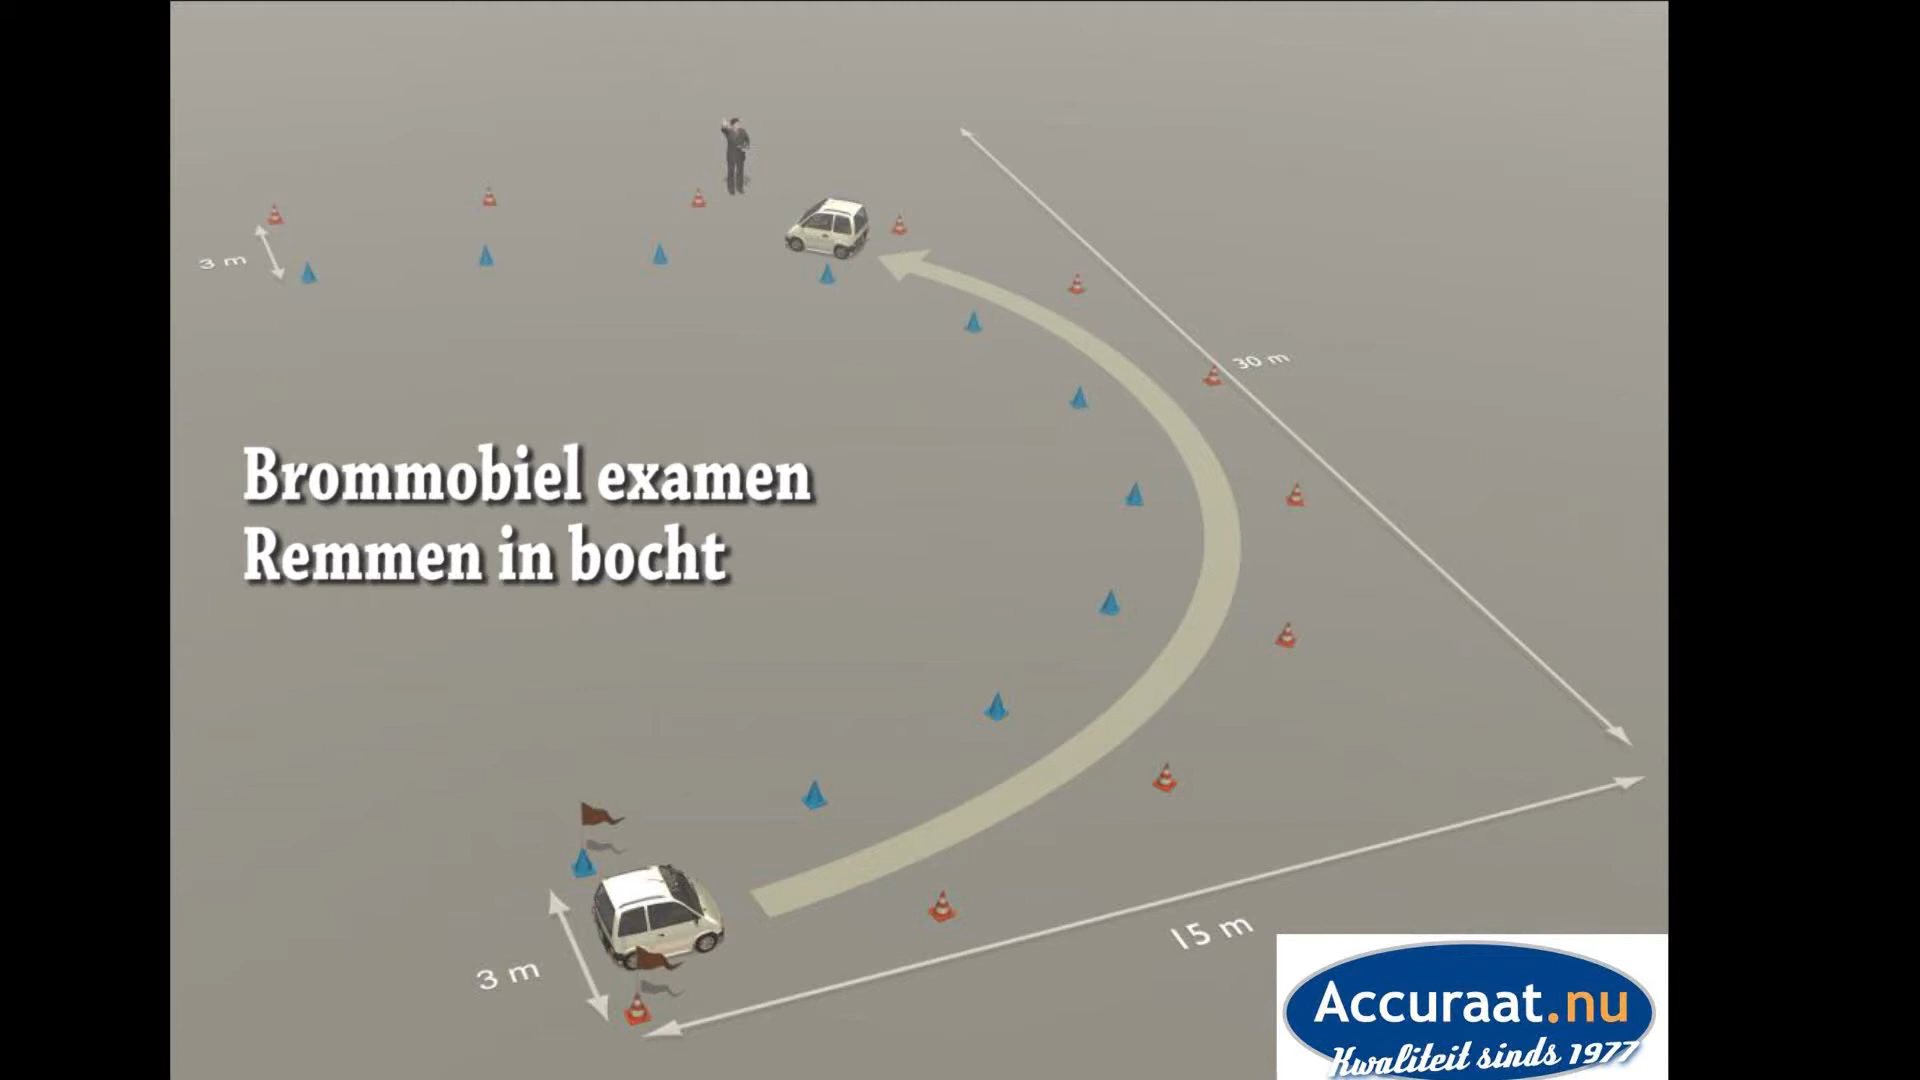 3 m
30 m
Brommobiel examen
Remmen in bocht
3 m
15 m
Accuraat.nu
Kwaliteit sinds 1977